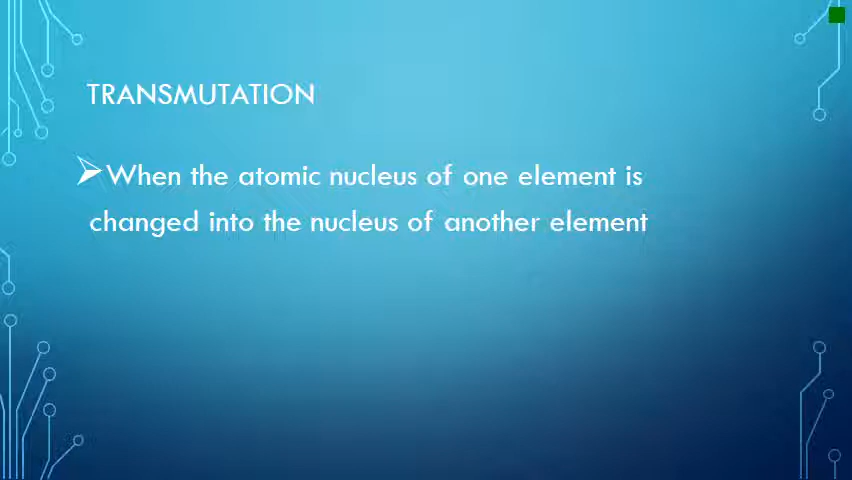 TRANSMUTATION
When the atomic nucleus of one element is
changed into the nucleus of another element